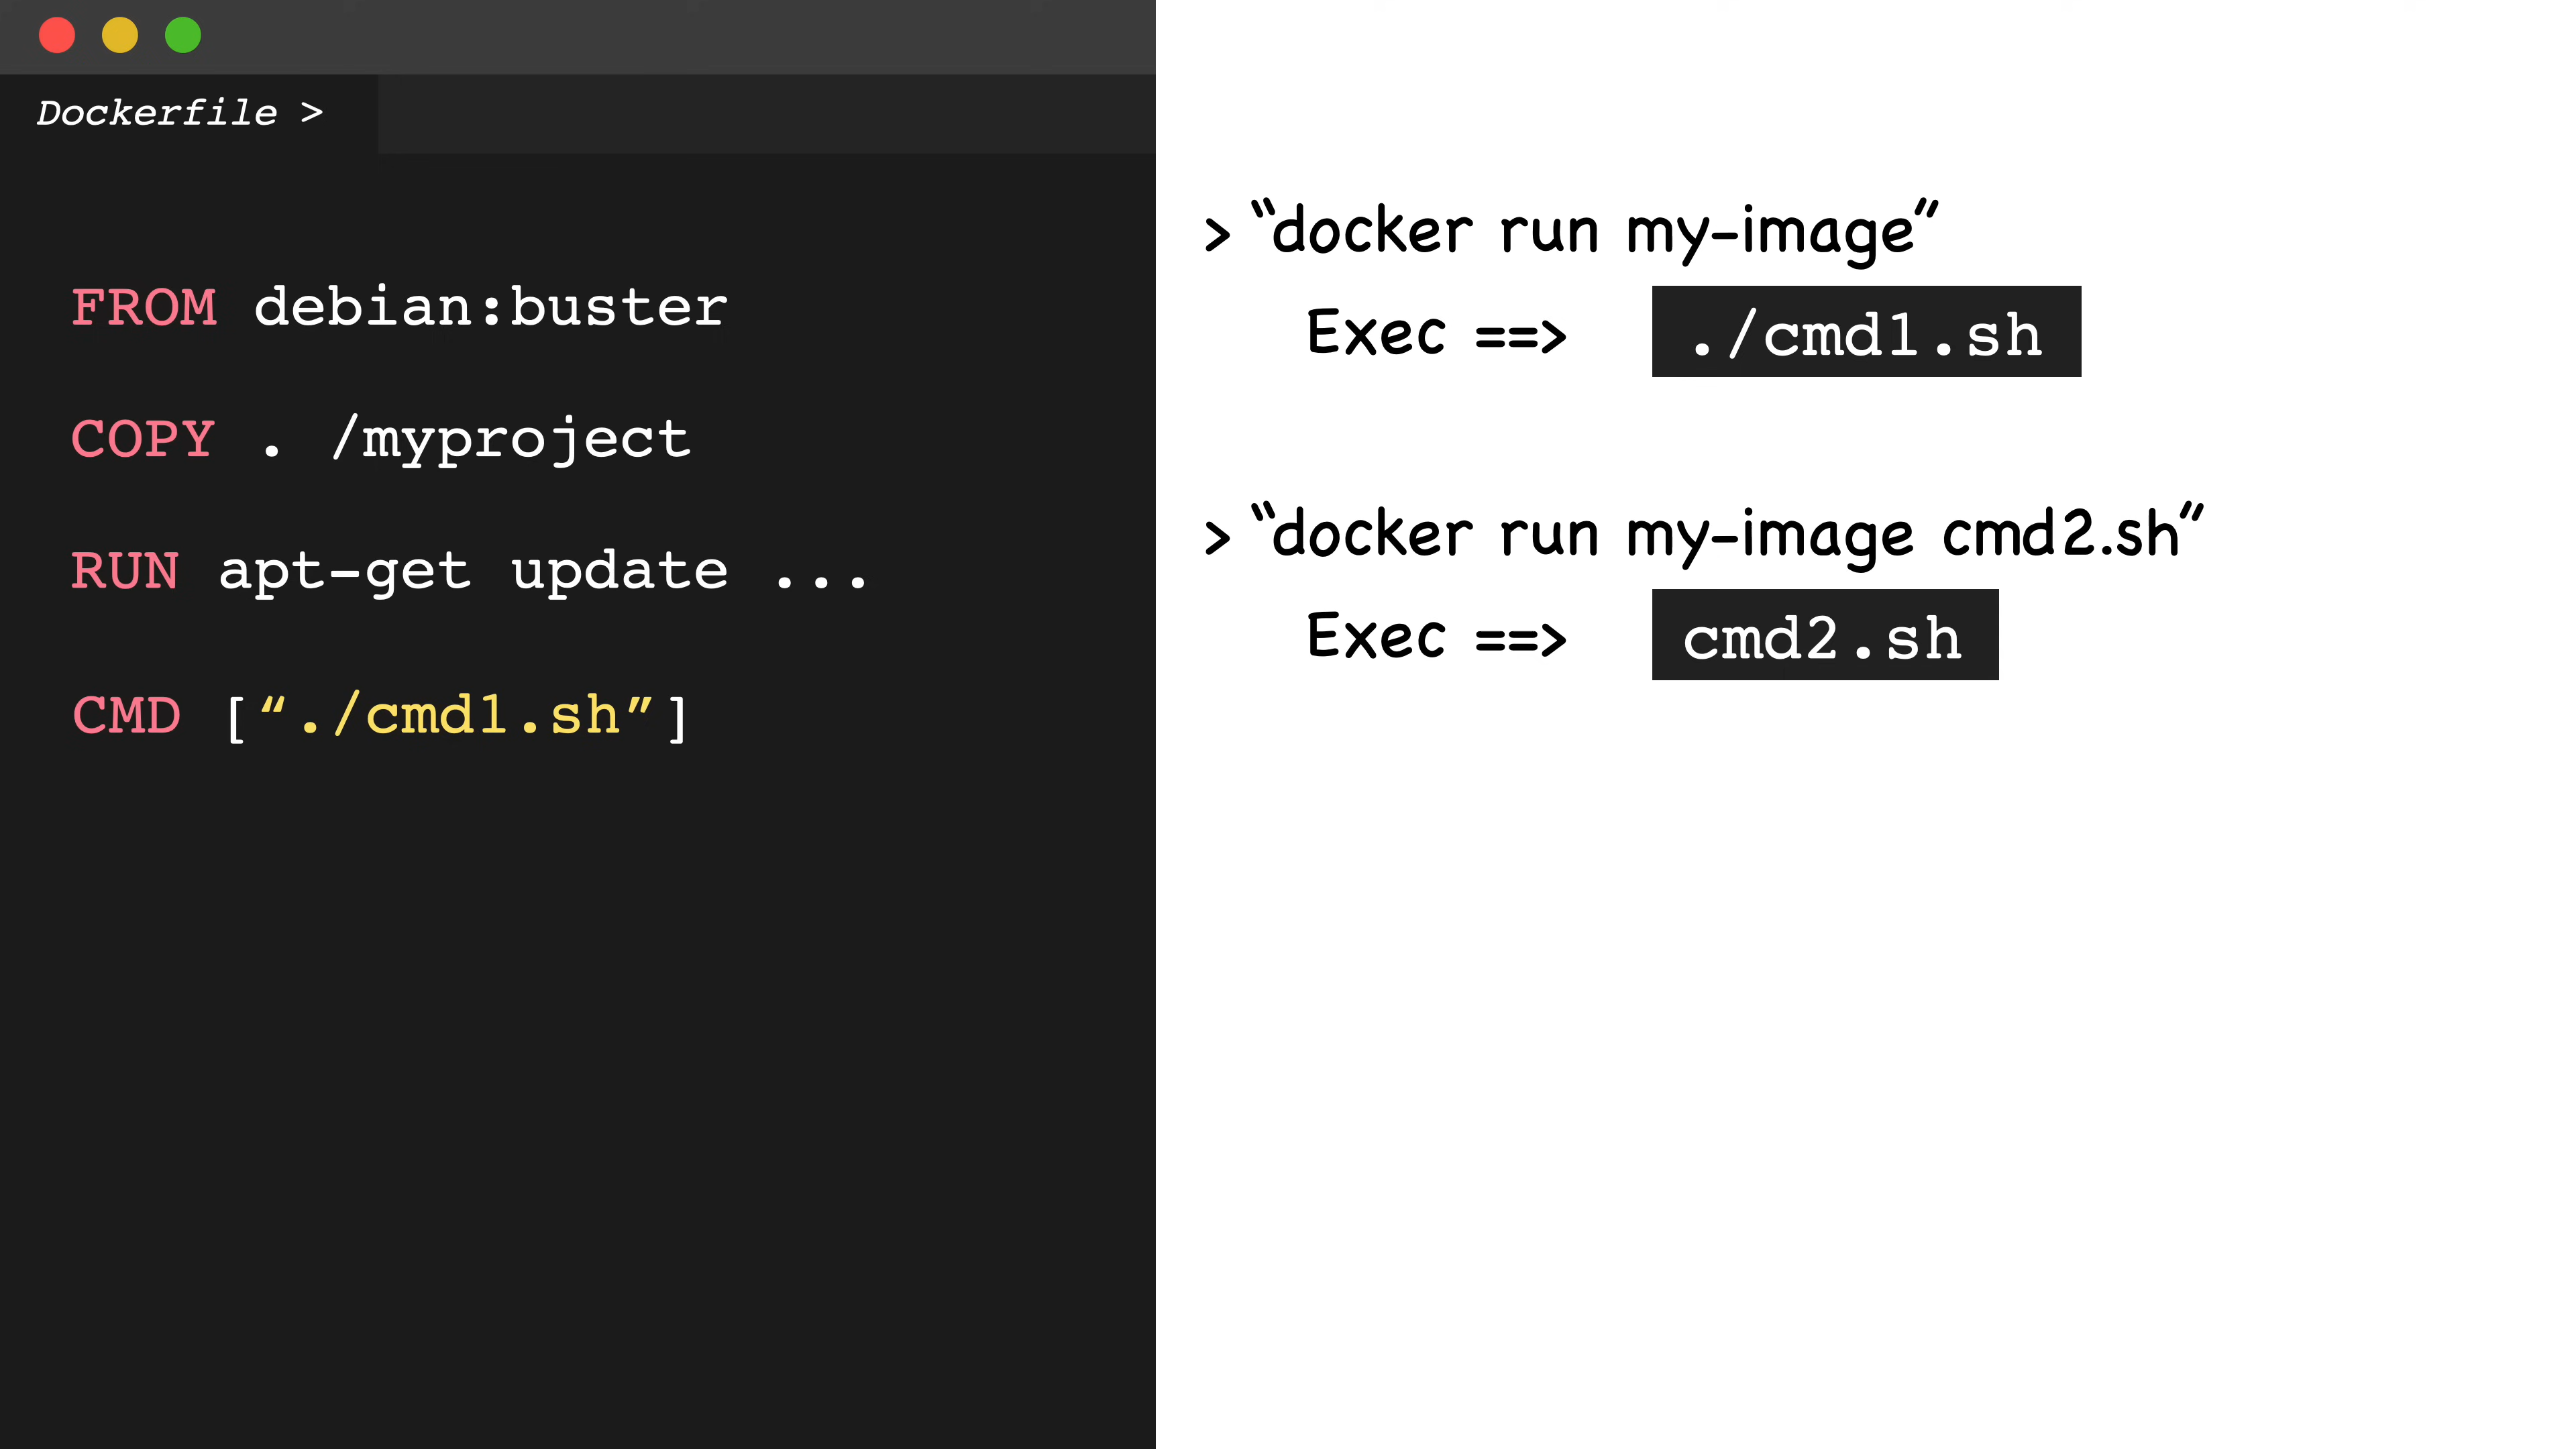 Dockerfile >
FROM debian:buster
COPY . /myproject
RUN apt-get update ...
CMD [“./cmd1.sh”]
> “docker run my-image”
Exec ==> ./cmd1.sh
> “docker run my-image cmd2.sh”
Exec ==> cmd2.sh